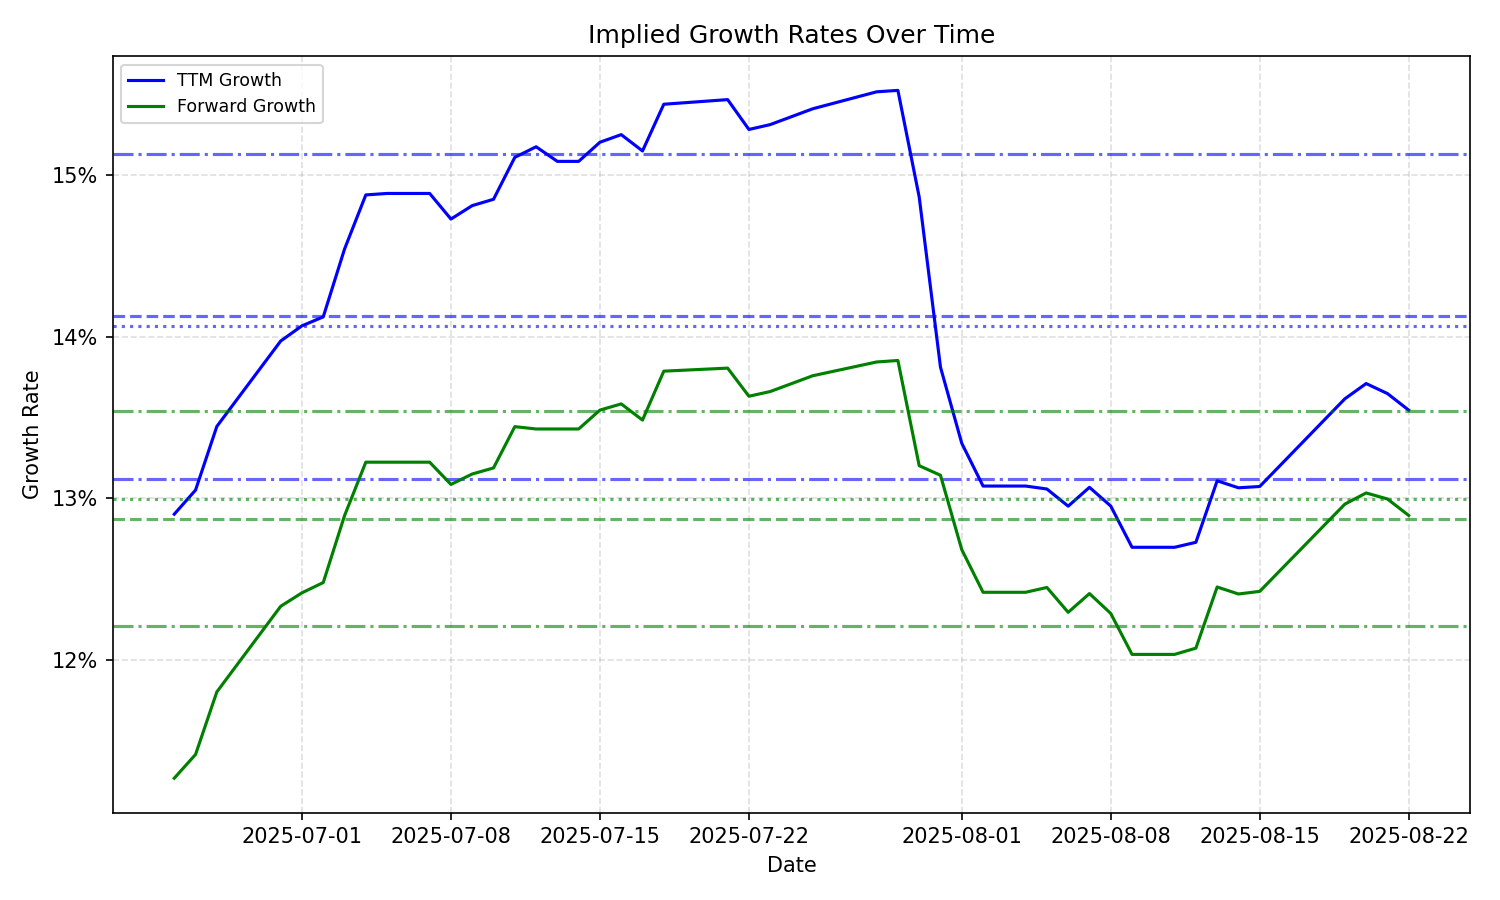 Implied Growth Rates Over Time
TTM Growth
Forward Growth
15%
14%
13%
12%
Growth Rate
2025-07-01 2025-07-08 2025-07-15 2025-07-22 2025-08-01 2025-08-08 2025-08-15 2025-08-22
Date